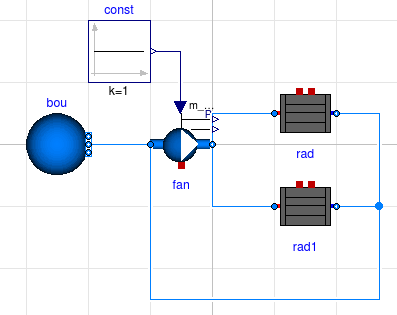 const
k=1
bou
m_...
P
fan
rad
rad1